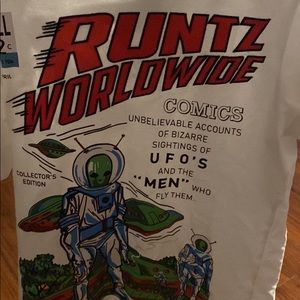 RUNTZ
WORLDWIDE
COMICS
UNBELIEVABLE ACCOUNTS
OF BIZARRE
SIGHTINGS OF
UFO'S
AND THE
"MEN" WHO
FLY THEM
COLLECTOR'S
EDITION